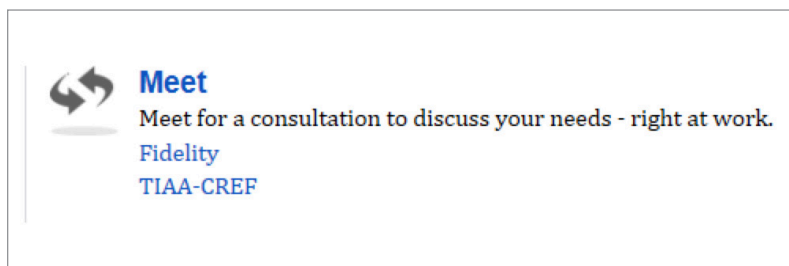 Meet
Meet for a consultation to discuss your needs - right at work.
Fidelity
TIAA-CREF